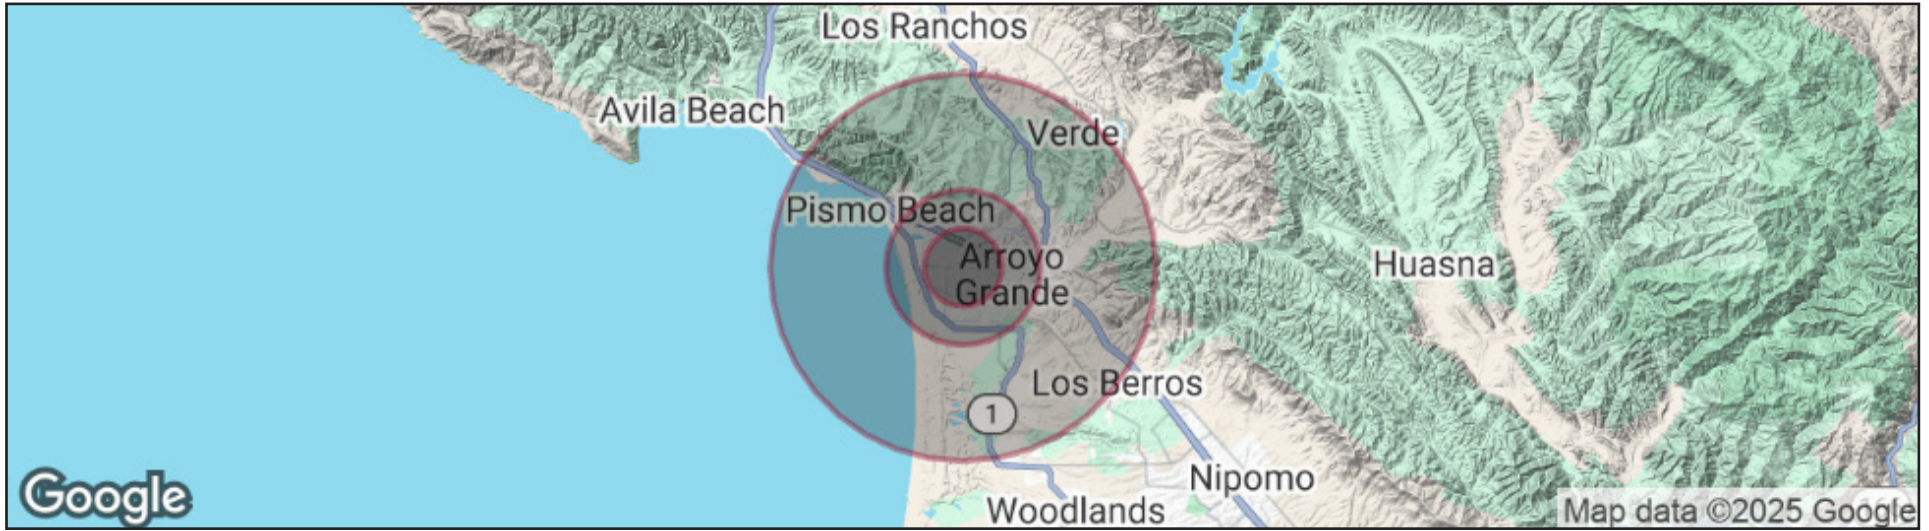 Los Ranchos
Avila Beach
Verde
Pismo Beach
Arroyo
Grande
Huasna
Los Berros
1
Nipomo
Woodlands
Google
Map data ©2025 Google